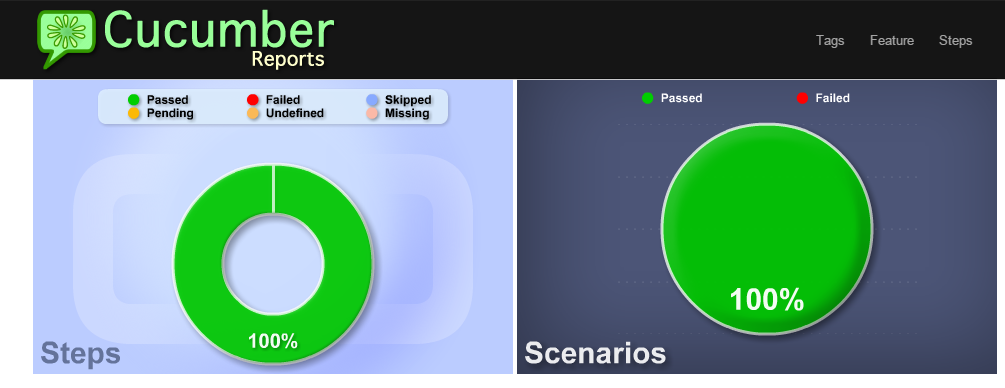 Cucumber
Reports
Tags Feature Steps
Passed Failed Skipped
Pending Undefined Missing
100%
Steps
Passed Failed
100%
Scenarios